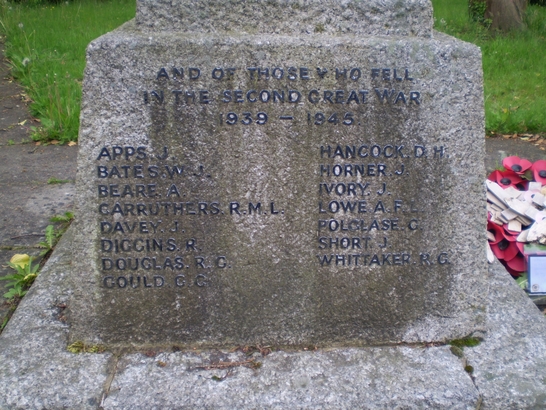 AND OF THOSE WHO FELL
IN THE SECOND GREAT WAR
1939 – 1945
APPS. J.
BATES. W. J.
BEARE. A.
CARRUTHERS. R. M. L.
DAVEY. J.
DIGGINS. R.
DOUGLAS. R. G.
GOULD. G. G.
HANCOCK. D. H.
HORNER. J.
IVORY. J.
LOWE. A. F. L.
POLGLASE. G.
SHORT. J.
WHITTAKER. R. G.